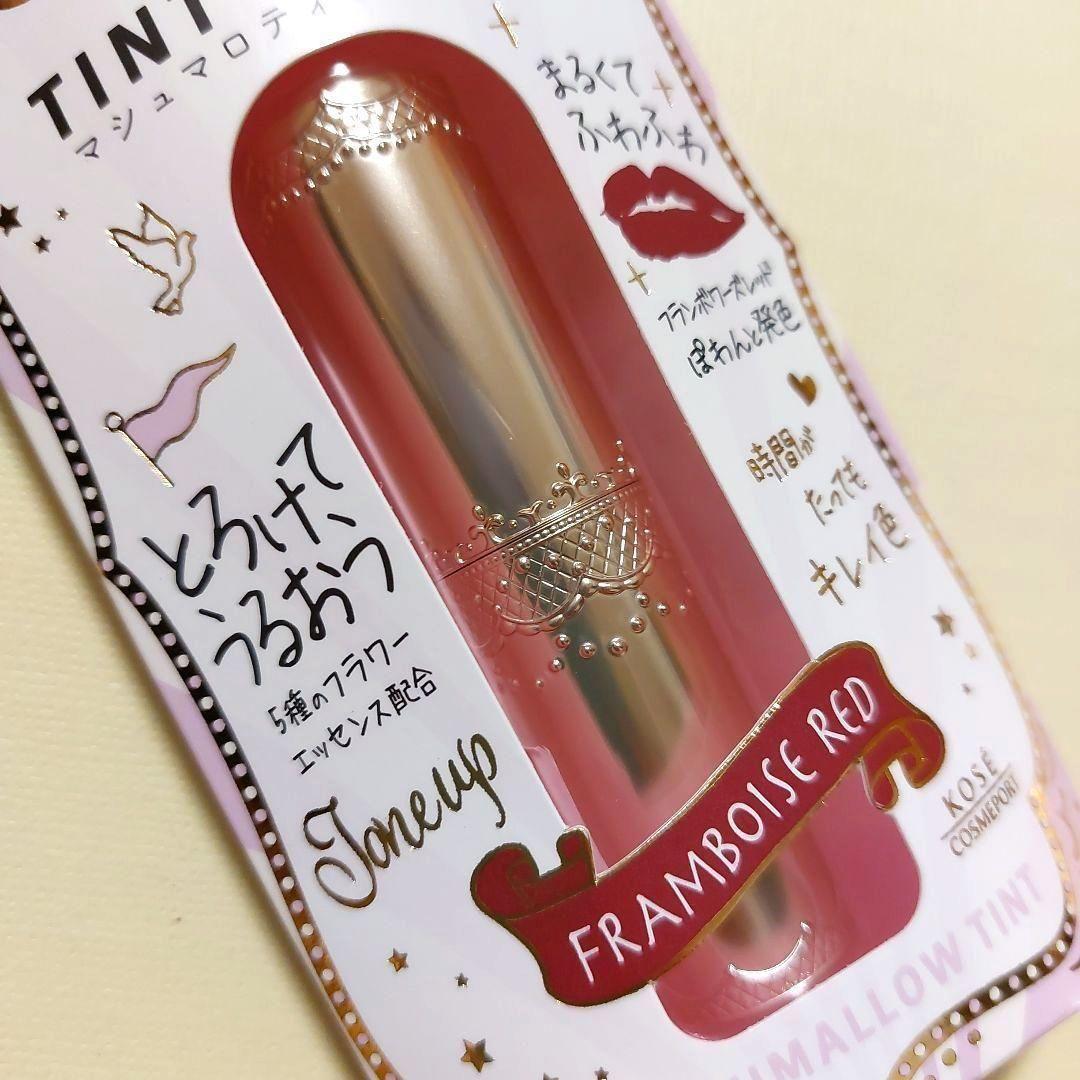 TINT
マシュマロティ
まるくて
ふわふわ
フランボワーズレッド
ぽわんと発色
時間が
たっても
キレイ色
とろけて、
うるおう
5種のフラワー
エッセンス配合
Tone up
FRAMBOISE RED
KOSÉ
COSMEPORT
MALLOW TINT